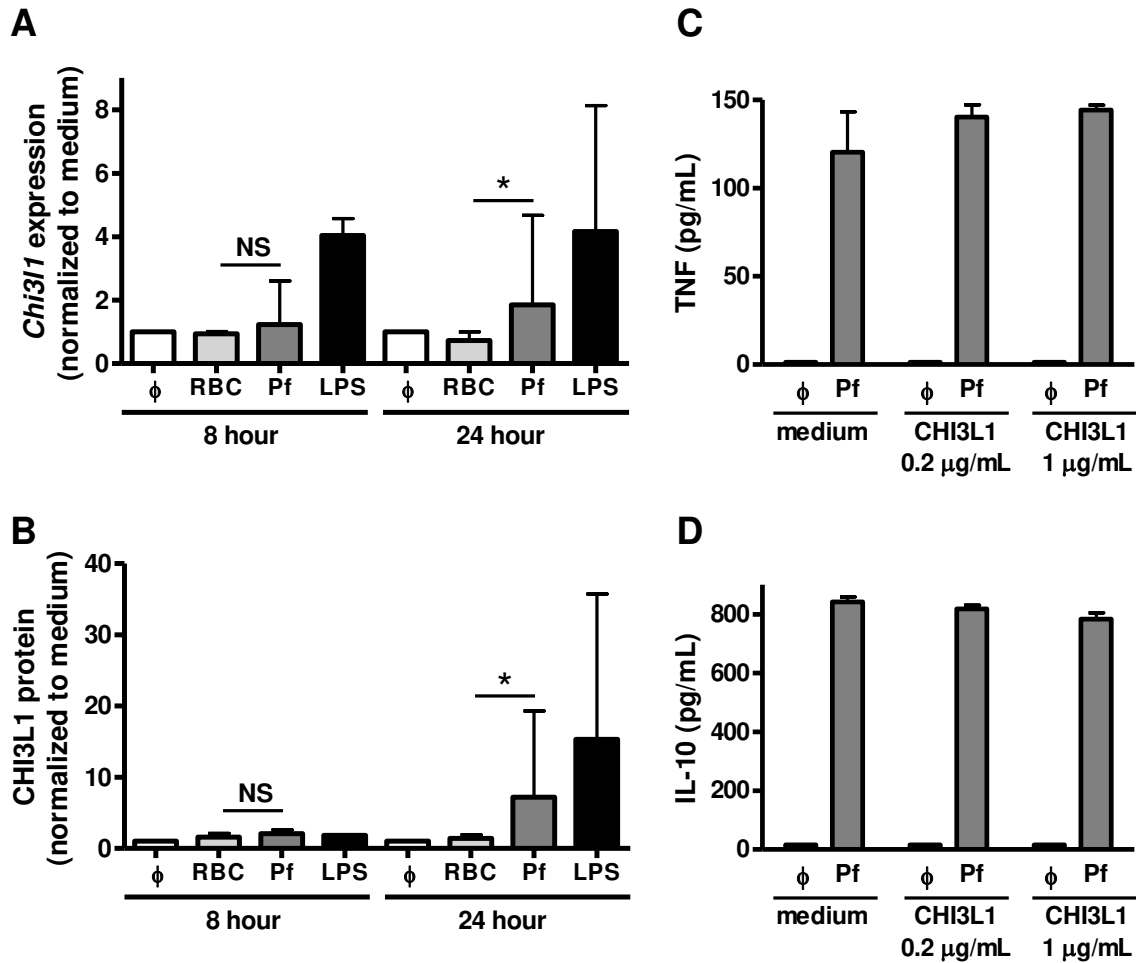 A
Chi3l1 expression
(normalized to medium)
8
6
4
2
0
NS
*
ϕ RBC Pf LPS ϕ RBC Pf LPS
8 hour 24 hour
B
CHI3L1 protein
(normalized to medium)
40
30
20
10
0
NS
*
ϕ RBC Pf LPS ϕ RBC Pf LPS
8 hour 24 hour
C
TNF (pg/mL)
150
100
50
0
ϕ Pf ϕ Pf ϕ Pf
medium CHI3L1 CHI3L1
0.2 μg/mL 1 μg/mL
D
IL-10 (pg/mL)
800
600
400
200
0
ϕ Pf ϕ Pf ϕ Pf
medium CHI3L1 CHI3L1
0.2 μg/mL 1 μg/mL